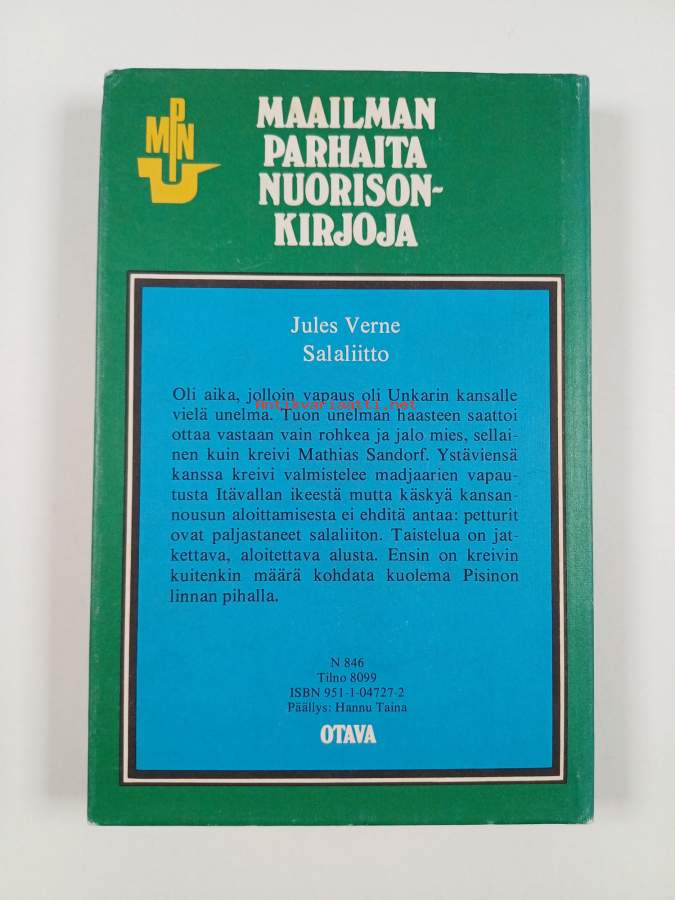 MPN
MAAILMAN
PARHAITA
NUORISON-
KIRJOJA
Jules Verne
Salaliitto
Oli aika, jolloin vapaus oli Unkarin kansalle
vielä unelma. Tuon unelman haasteen saattoi
ottaa vastaan vain rohkea ja jalo mies, sellai-
nen kuin kreivi Mathias Sandorf. Ystäviensä
kanssa kreivi valmistelee madjaarien vapau-
tusta Itävallan ikeestä mutta käskyä kansan-
nousun aloittamisesta ei ehditä antaa: petturit
ovat paljastaneet salaliiton. Taistelua on jat-
kettava, aloitettava alusta. Ensin on kreivin
kuitenkin määrä kohdata kuolema Pisinon
linnan pihalla.
antikvariaatti.net
N 846
Tilno 8099
ISBN 951-1-04727-2
Päällys: Hannu Taina
OTAVA